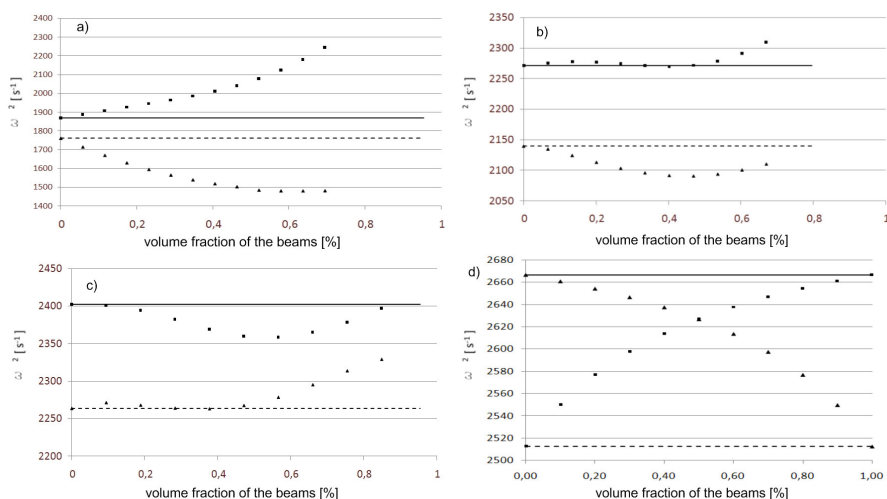 a)
2400
2300
2200
2100
2000
1900
1800
1700
1600
1500
1400
ω ² [s⁻¹]
0 0,2 0,4 0,6 0,8 1
volume fraction of the beams [%]
b)
2350
2300
2250
2200
2150
2100
2050
ω ² [s⁻¹]
0 0,2 0,4 0,6 0,8 1
volume fraction of the beams [%]
c)
2450
2400
2350
2300
2250
2200
ω ² [s⁻¹]
0 0,2 0,4 0,6 0,8 1
volume fraction of the beams [%]
d)
2680
2660
2640
2620
2600
2580
2560
2540
2520
2500
ω ² [s⁻¹]
0,00 0,20 0,40 0,60 0,80 1,00
volume fraction of the beams [%]